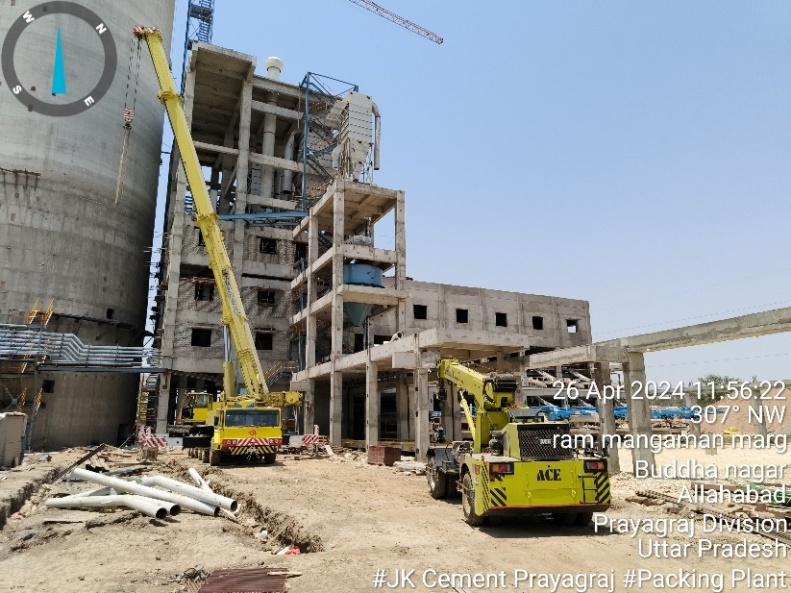 N
W
E
S
ACE
26 Apr 2024 11:56:22
307° NW
ram mangaman marg
Buddha nagar
Allahabad
Prayagraj Division
Uttar Pradesh
#JK Cement Prayagraj #Packing Plant